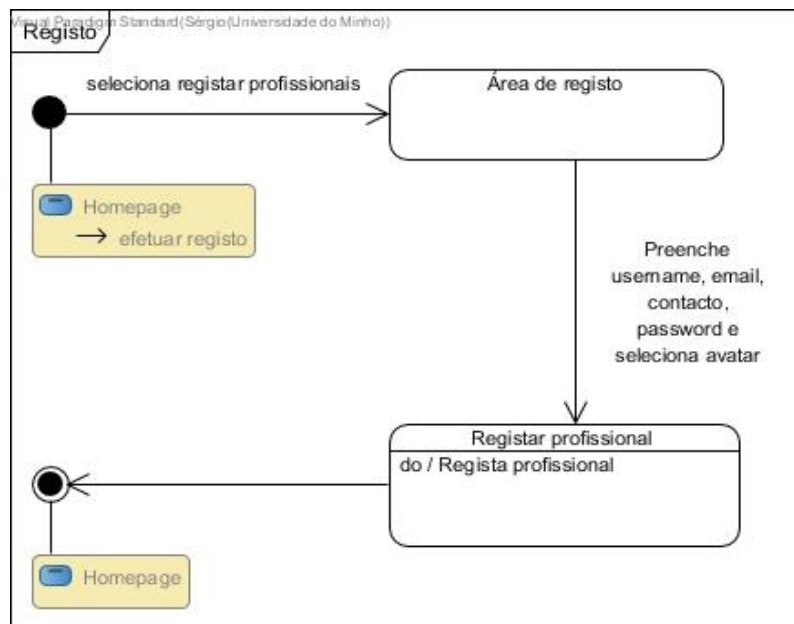 Visual Paradigm Standard(Sérgio(Universidade do Minho))
Registo
seleciona registar profissionais
Área de registo
Homepage
efetuar registo
Preenche
username, email,
contacto,
password e
seleciona avatar
Registar profissional
do / Regista profissional
Homepage